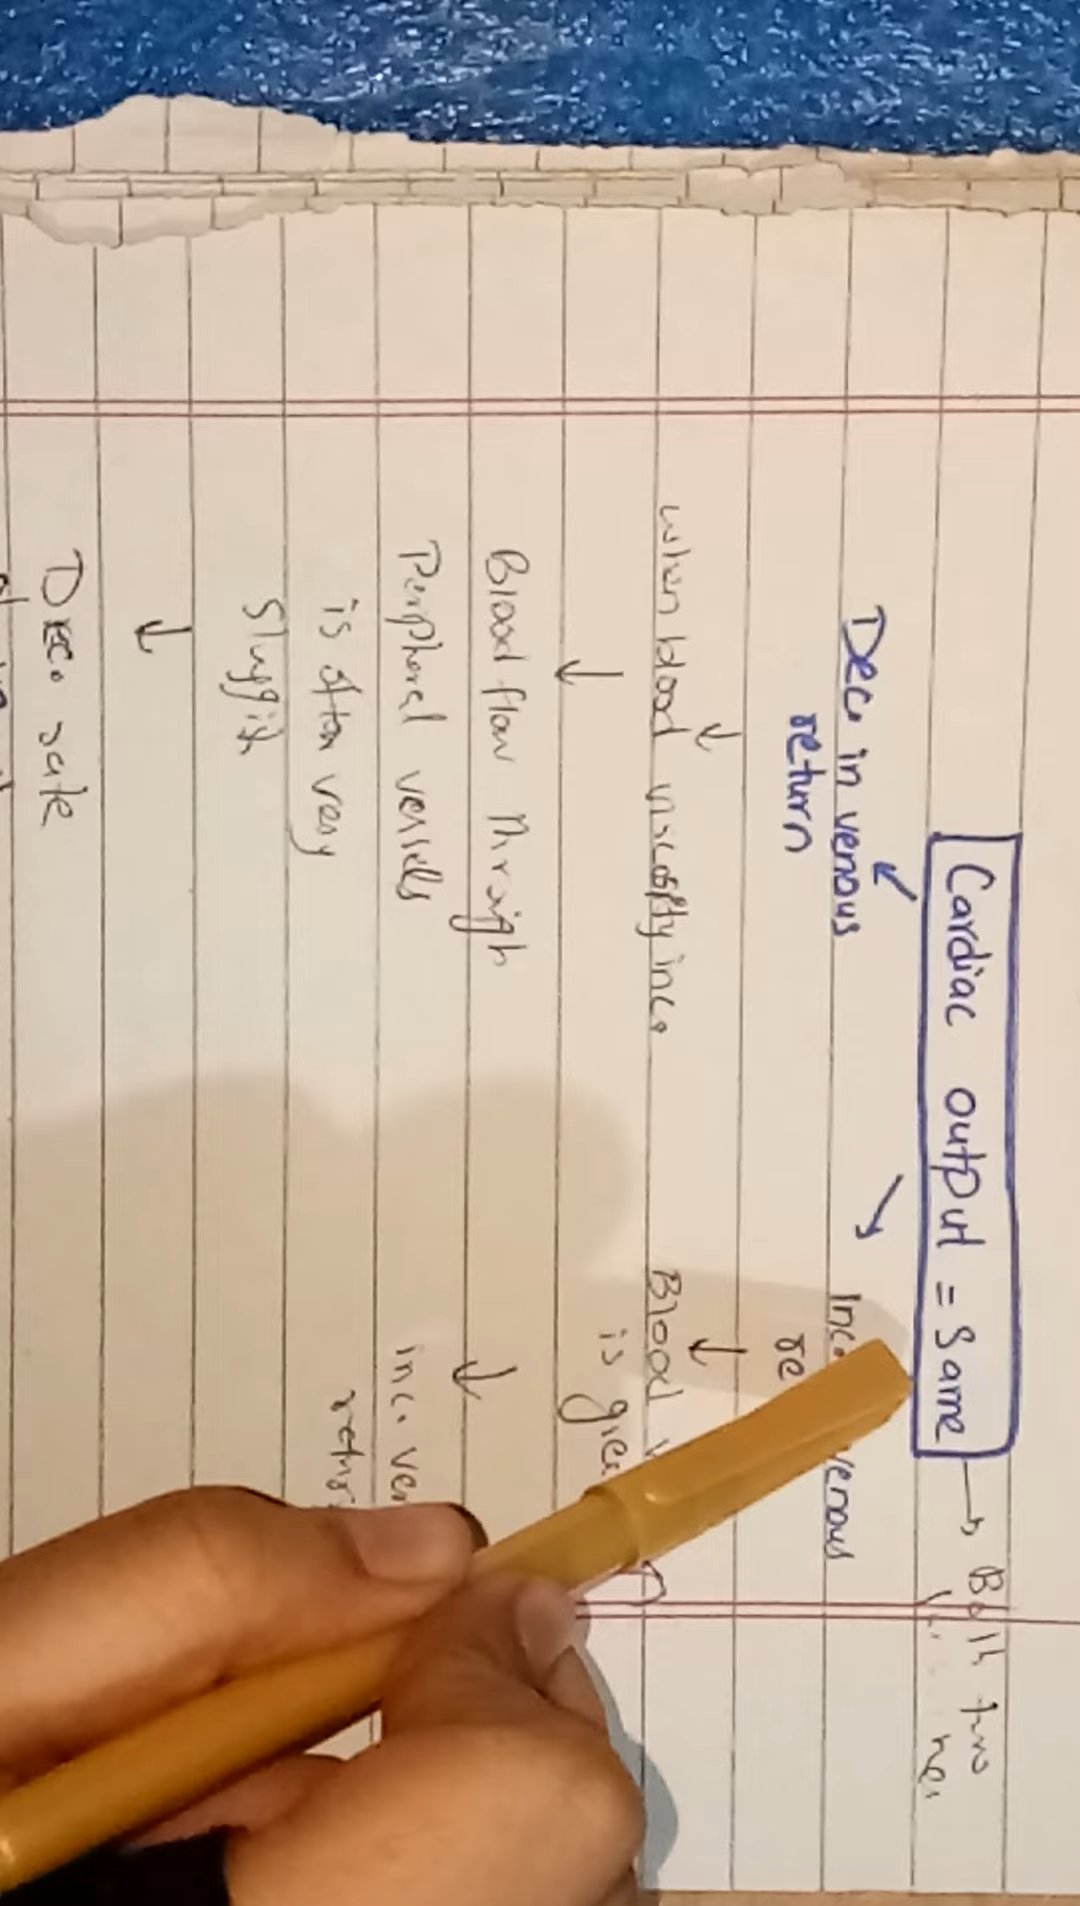 Cardiac output = same → Both two
Dec. in venous
return
Inc. venous
re
when blood viscosity inc.
Blood
is
Blood flow through
Peripheral vessels
is often very
sluggish
inc. ven
retur
Dec. rate